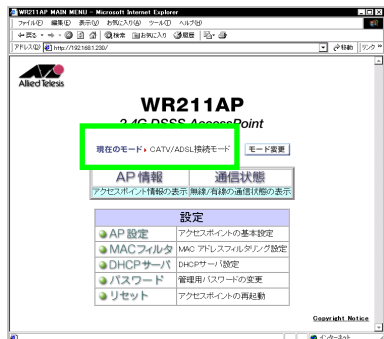 WR211AP MAIN MENU - Microsoft Internet Explorer
ファイル(F) 編集(E) 表示(V) お気に入り(A) ツール(T) ヘルプ(H)
戻る 検索 お気に入り 履歴
アドレス(D) http://192.168.1.230/ 移動 リンク
Allied Telesis
WR211AP
2.4G DSSS AccessPoint
現在のモード CATV/ADSL接続モード モード変更
AP 情報 通信状態
アクセスポイント情報の表示 無線/有線の通信状態の表示
設定
AP 設定 アクセスポイントの基本設定
MACフィルタ MAC アドレスフィルタリング設定
DHCPサーバ DHCPサーバ設定
パスワード 管理用パスワードの変更
リセット アクセスポイントの再起動
Copyright Notice
インターネット